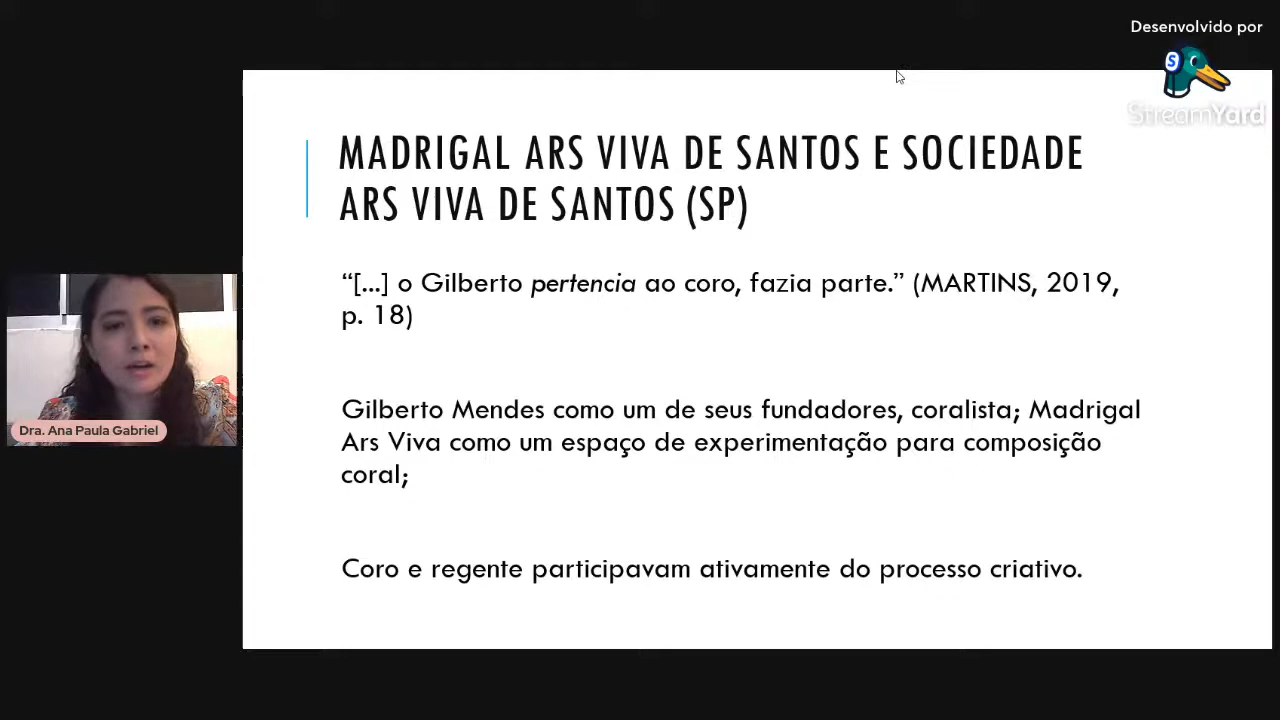 Desenvolvido por
StreamYard
MADRIGAL ARS VIVA DE SANTOS E SOCIEDADE
ARS VIVA DE SANTOS (SP)
“[...] o Gilberto pertencia ao coro, fazia parte.” (MARTINS, 2019,
p. 18)
Gilberto Mendes como um de seus fundadores, coralista; Madrigal
Ars Viva como um espaço de experimentação para composição
coral;
Coro e regente participavam ativamente do processo criativo.
Dra. Ana Paula Gabriel